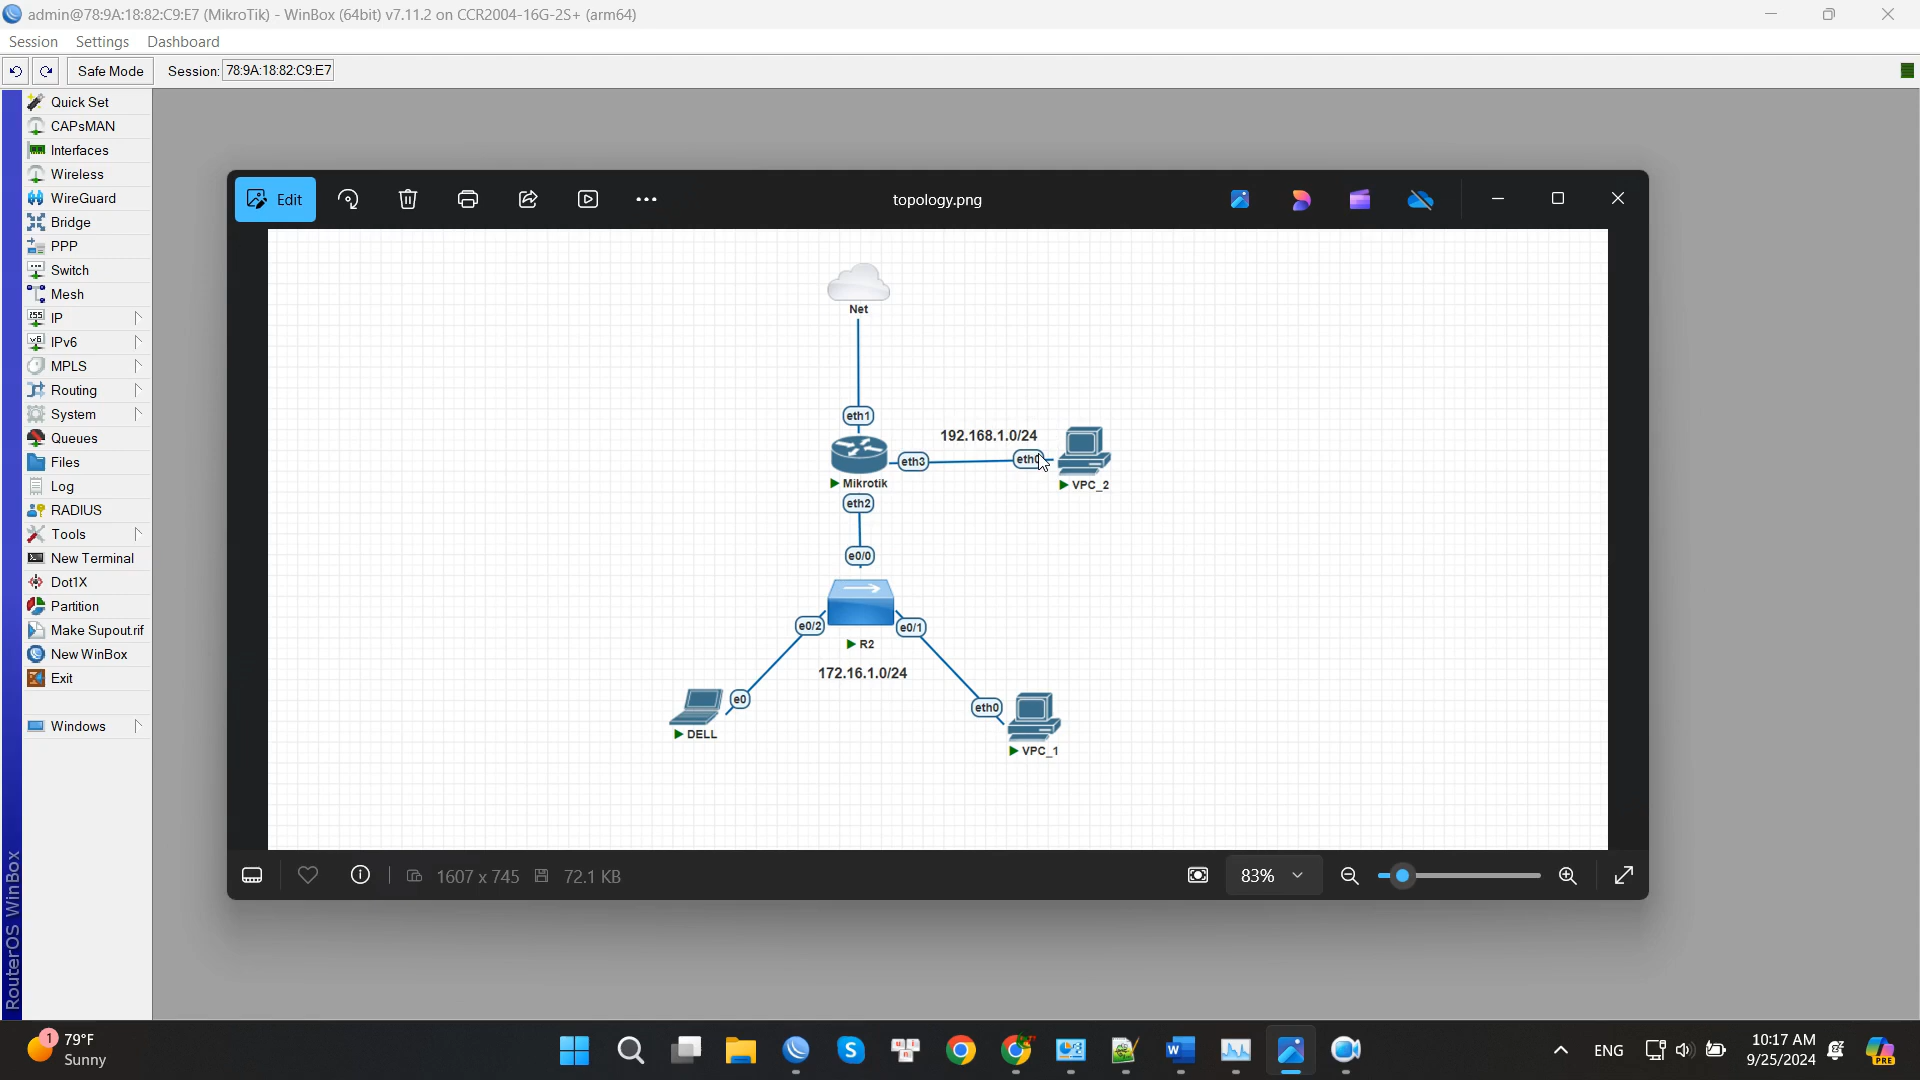 admin@78:9A:18:82:C9:E7 (MikroTik) - WinBox (64bit) v7.11.2 on CCR2004-16G-2S+ (arm64)
Session Settings Dashboard
Safe Mode Session: 78:9A:18:82:C9:E7
Quick Set
CAPsMAN
Interfaces
Wireless
WireGuard
Bridge
PPP
Switch
Mesh
IP
IPv6
MPLS
Routing
System
Queues
Files
Log
RADIUS
Tools
New Terminal
Dot1X
Partition
Make Supout.rif
New WinBox
Exit
Windows
RouterOS WinBox
Edit
topology.png
Net
eth1
192.168.1.0/24
eth3
eth0
Mikrotik
VPC_2
eth2
e0/0
e0/2
e0/1
R2
172.16.1.0/24
e0
eth0
DELL
VPC_1
1607 x 745
72.1 KB
83%
1
79°F
Sunny
ENG
10:17 AM
9/25/2024
PRE